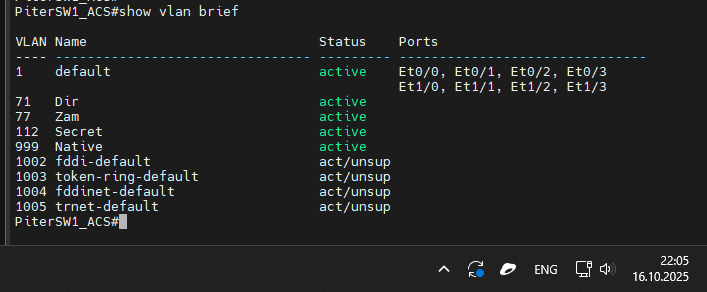 PiterSW1_ACS#show vlan brief
VLAN Name                             Status    Ports
---- -------------------------------- --------- -------------------------------
1    default                          active    Et0/0, Et0/1, Et0/2, Et0/3
                                                Et1/0, Et1/1, Et1/2, Et1/3
71   Dir                              active
77   Zam                              active
112  Secret                           active
999  Native                           active
1002 fddi-default                     act/unsup
1003 token-ring-default               act/unsup
1004 fddinet-default                  act/unsup
1005 trnet-default                    act/unsup
PiterSW1_ACS#
ENG
22:05
16.10.2025